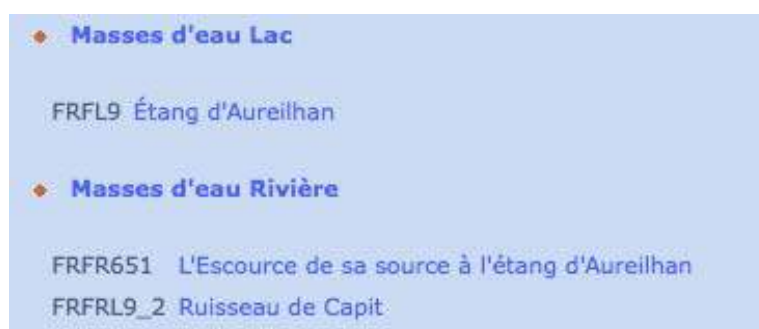 Masses d'eau Lac
FRFL9 Étang d'Aureilhan
Masses d'eau Rivière
FRFR651 L'Escource de sa source à l'étang d'Aureilhan
FRFRL9_2 Ruisseau de Capit